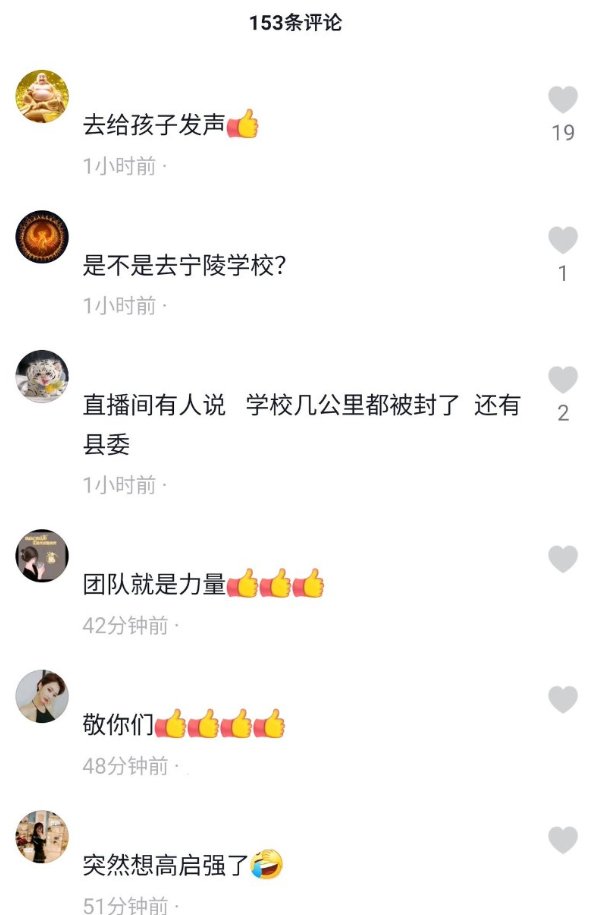 153条评论
去给孩子发声👍
19
1小时前 ·
是不是去宁陵学校?
1
1小时前 ·
直播间有人说 学校几公里都被封了 还有
2
县委
1小时前 ·
团队就是力量👍👍👍
42分钟前 ·
敬你们👍👍👍👍
48分钟前 ·
突然想高启强了🤣
51分钟前 ·